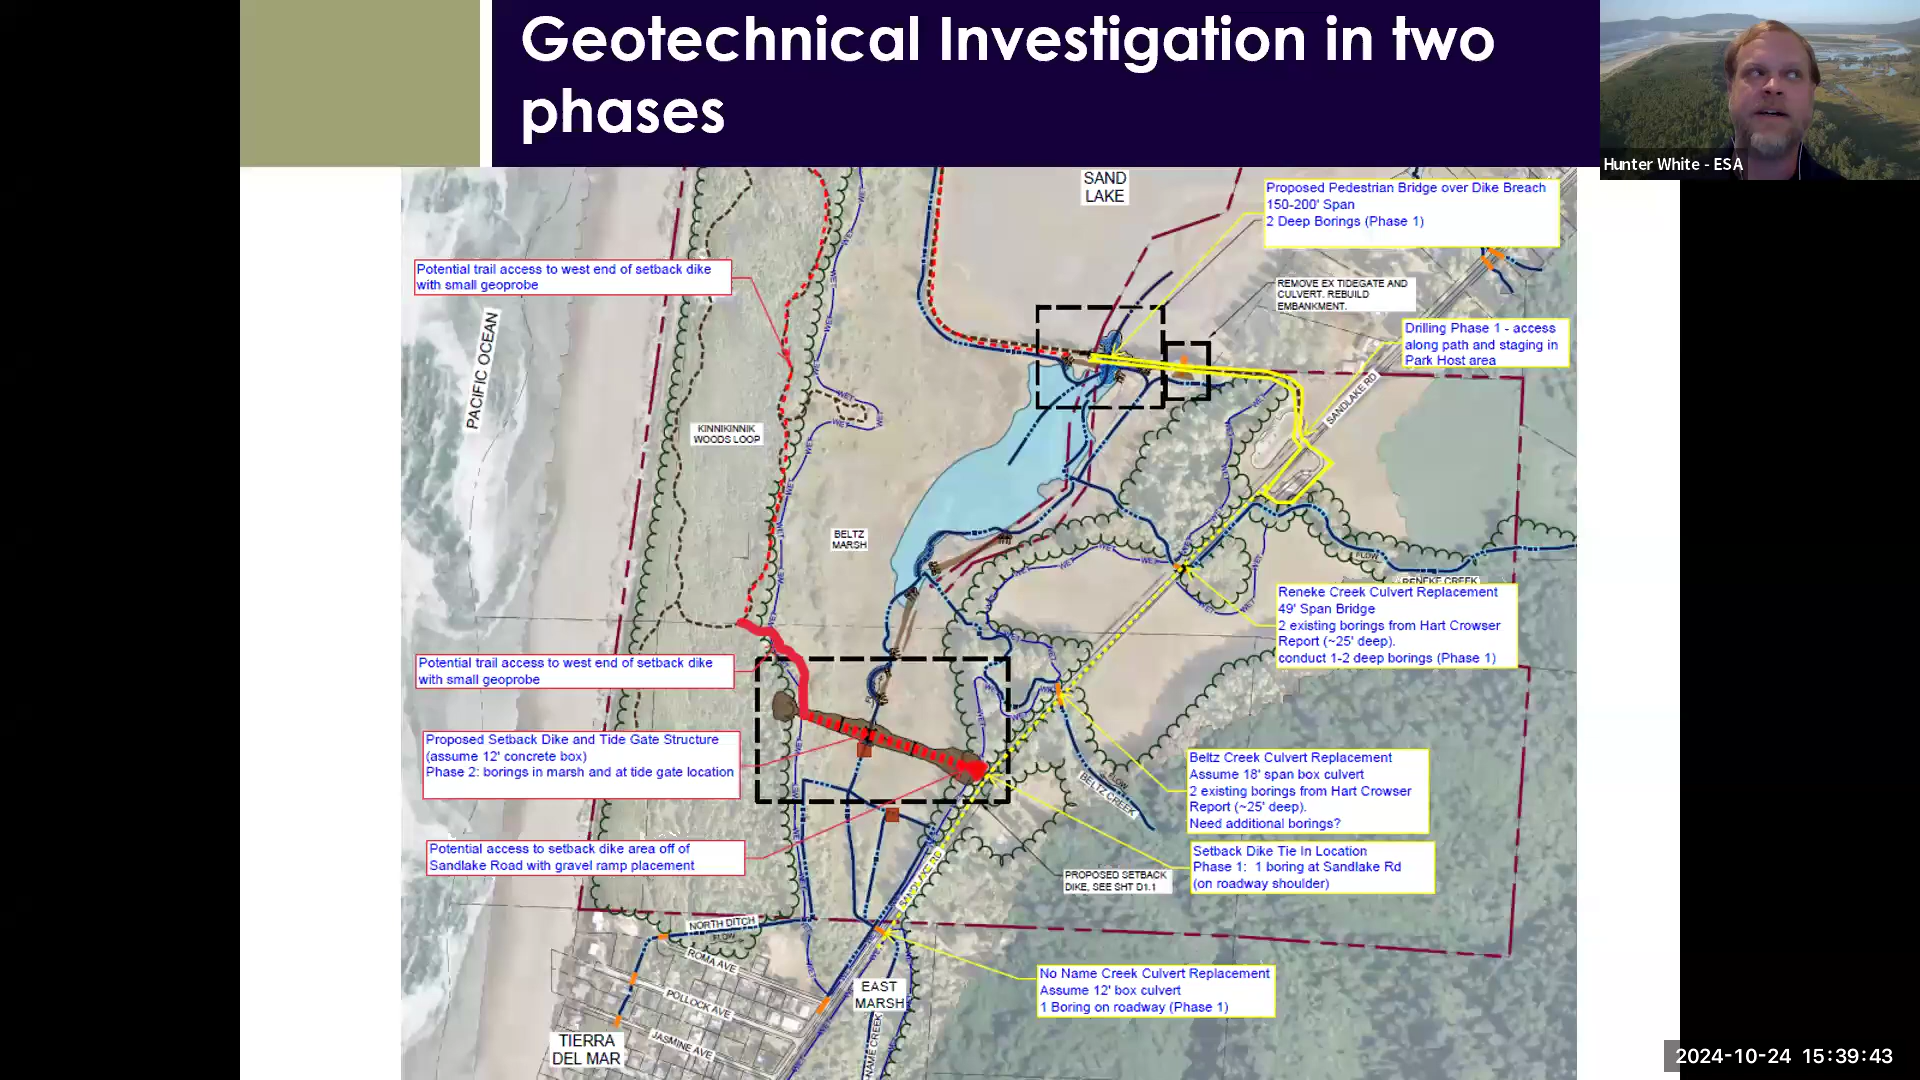 Geotechnical Investigation in two
phases
Hunter White - ESA
SAND
LAKE
Proposed Pedestrian Bridge over Dike Breach
150-200' Span
2 Deep Borings (Phase 1)
Potential trail access to west end of setback dike
with small geoprobe
REMOVE EX TIDEGATE AND
CULVERT. REBUILD
EMBANKMENT.
Drilling Phase 1 - access
along path and staging in
Park Host area
PACIFIC OCEAN
SANDLAKE RD
KINNIKINNIK
WOODS LOOP
BELTZ
MARSH
FLOW
RENEKE CREEK
Reneke Creek Culvert Replacement
49' Span Bridge
2 existing borings from Hart Crowser
Report (~25' deep).
conduct 1-2 deep borings (Phase 1)
Potential trail access to west end of setback dike
with small geoprobe
Proposed Setback Dike and Tide Gate Structure
(assume 12' concrete box)
Phase 2: borings in marsh and at tide gate location
FLOW
BELTZ CREEK
Beltz Creek Culvert Replacement
Assume 18' span box culvert
2 existing borings from Hart Crowser
Report (~25' deep).
Need additional borings?
Potential access to setback dike area off of
Sandlake Road with gravel ramp placement
Setback Dike Tie In Location
Phase 1: 1 boring at Sandlake Rd
(on roadway shoulder)
PROPOSED SETBACK
DIKE, SEE SHT D1.1
SANDLAKE RD
NORTH DITCH
FLOW
ROMA AVE
POLLOCK AVE
JASMINE AVE
No Name Creek Culvert Replacement
Assume 12' box culvert
1 Boring on roadway (Phase 1)
EAST
MARSH
NAME CREEK
TIERRA
DEL MAR
2024-10-24 15:39:43